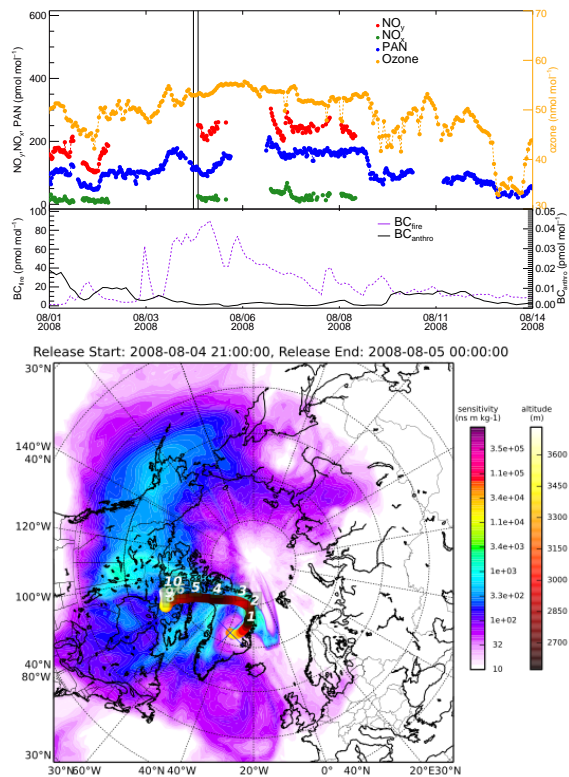 600
400
200
0
NOy,NOx, PAN (pmol mol⁻¹)
NOy
NOx
PAN
Ozone
70
60
50
40
30
ozone (nmol mol⁻¹)
100
80
60
40
20
0
BCfire (pmol mol⁻¹)
BCfire
BCanthro
0.05
0.04
0.03
0.02
0.01
0.00
BCanthro (pmol mol⁻¹)
08/01 08/03 08/06 08/08 08/11 08/14
2008 2008 2008 2008 2008 2008
Release Start: 2008-08-04 21:00:00, Release End: 2008-08-05 00:00:00
30°N
140°W
40°N
120°W
100°W
40°N
80°W
30°N
30°N60°W 40°N40°W 20°W 0° 40°N 20°E30°N
10 8 6 5 4 3 2
1
sensitivity
(ns m kg-1)
3.5e+05
1.1e+05
3.4e+04
1.1e+04
3.4e+03
1e+03
3.3e+02
1e+02
32
10
altitude
(m)
3600
3450
3300
3150
3000
2850
2700